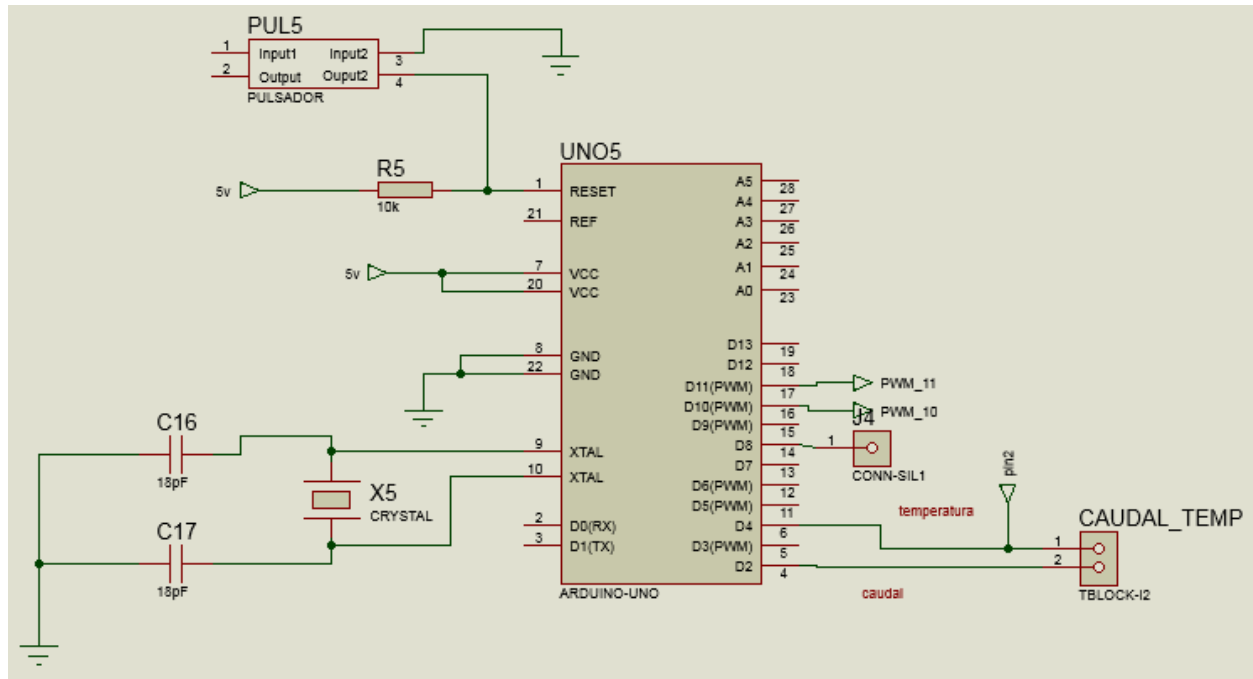 PUL5
1 Input1 Input2 3
2 Output Ouput2 4
PULSADOR
UNO5
R5
5v
10k
1 RESET
21 REF
5v
7 VCC
20 VCC
8 GND
22 GND
C16
18pF
9 XTAL
10 XTAL
X5
CRYSTAL
C17
18pF
2 D0(RX)
3 D1(TX)
ARDUINO-UNO
A5 28
A4 27
A3 26
A2 25
A1 24
A0 23
D13 19
D12 18
D11(PWM) 17 PWM_11
D10(PWM) 16 PWM_10
D9(PWM) 15
J4
D8 14 1
CONN-SIL1
D7 13
D6(PWM) 12
D5(PWM) 11
D4 6
D3(PWM) 5
D2 4
temperatura
pin2
caudal
CAUDAL_TEMP
1
2
TBLOCK-I2